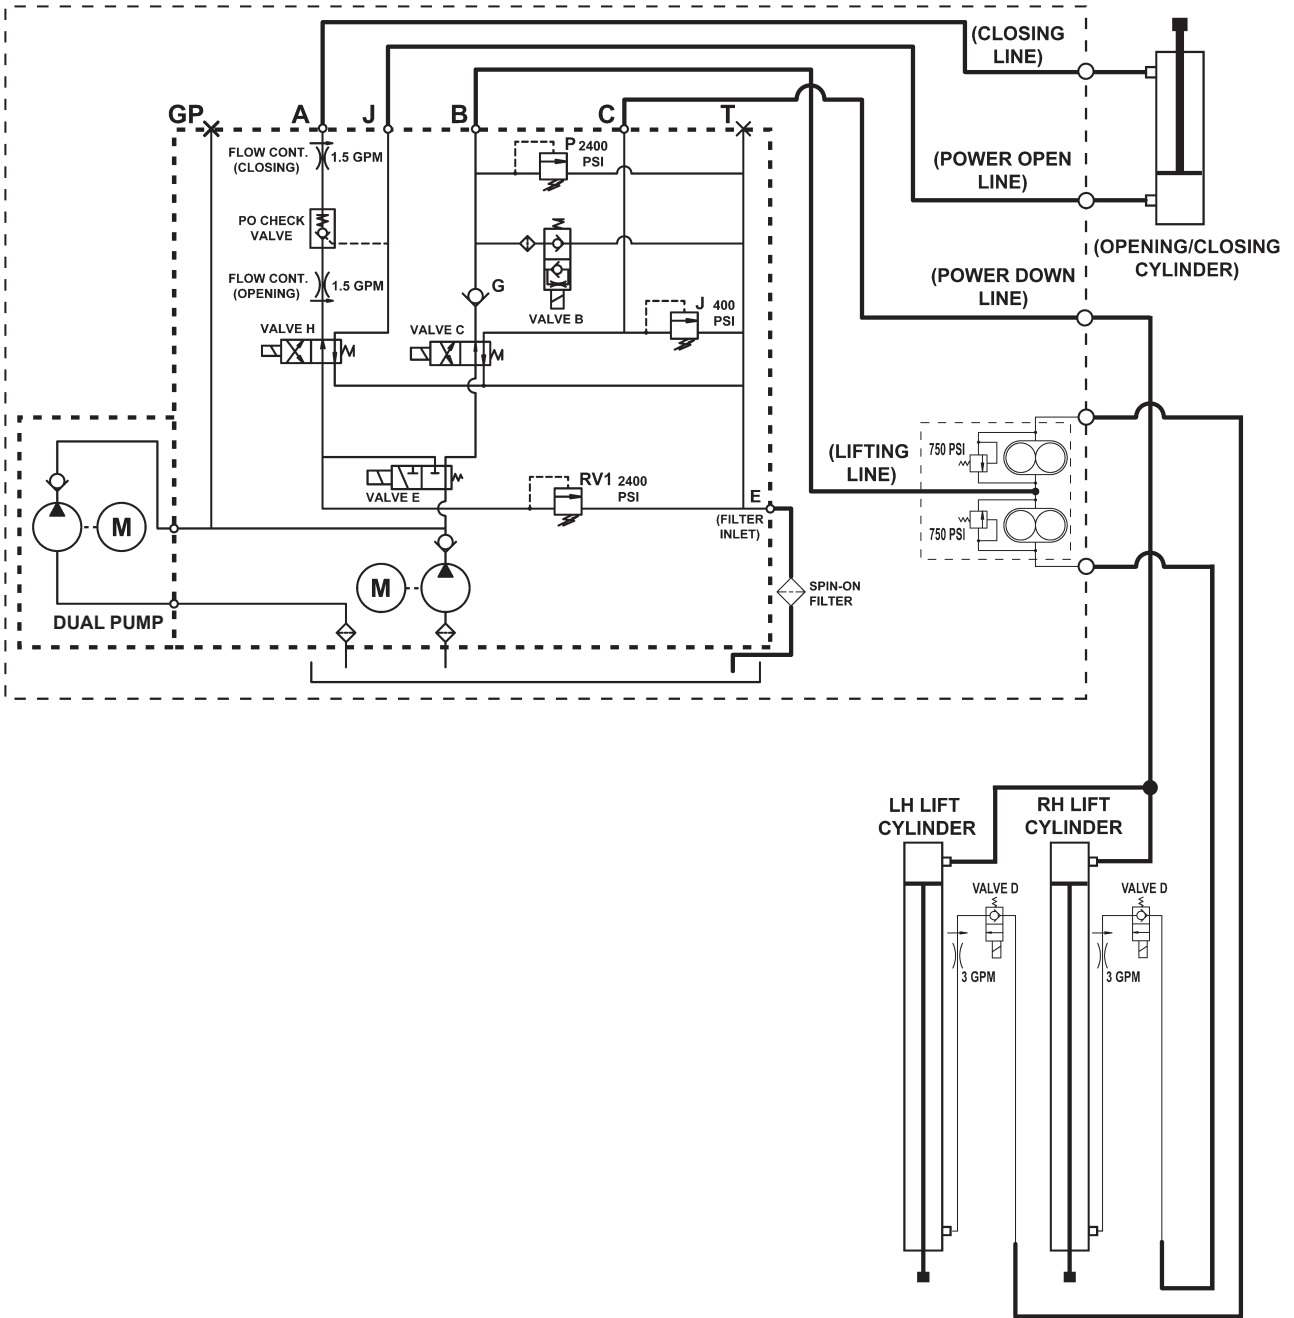 (CLOSING
LINE)
GP
A
J
B
C
T
FLOW CONT.
(CLOSING)
1.5 GPM
P 2400
PSI
(POWER OPEN
LINE)
PO CHECK
VALVE
(OPENING/CLOSING
CYLINDER)
FLOW CONT.
(OPENING)
1.5 GPM
G
VALVE B
(POWER DOWN
LINE)
J 400
PSI
VALVE H
VALVE C
(LIFTING
LINE)
750 PSI
750 PSI
VALVE E
RV1 2400
PSI
E
(FILTER
INLET)
M
M
SPIN-ON
FILTER
DUAL PUMP
LH LIFT
CYLINDER
RH LIFT
CYLINDER
VALVE D
VALVE D
3 GPM
3 GPM